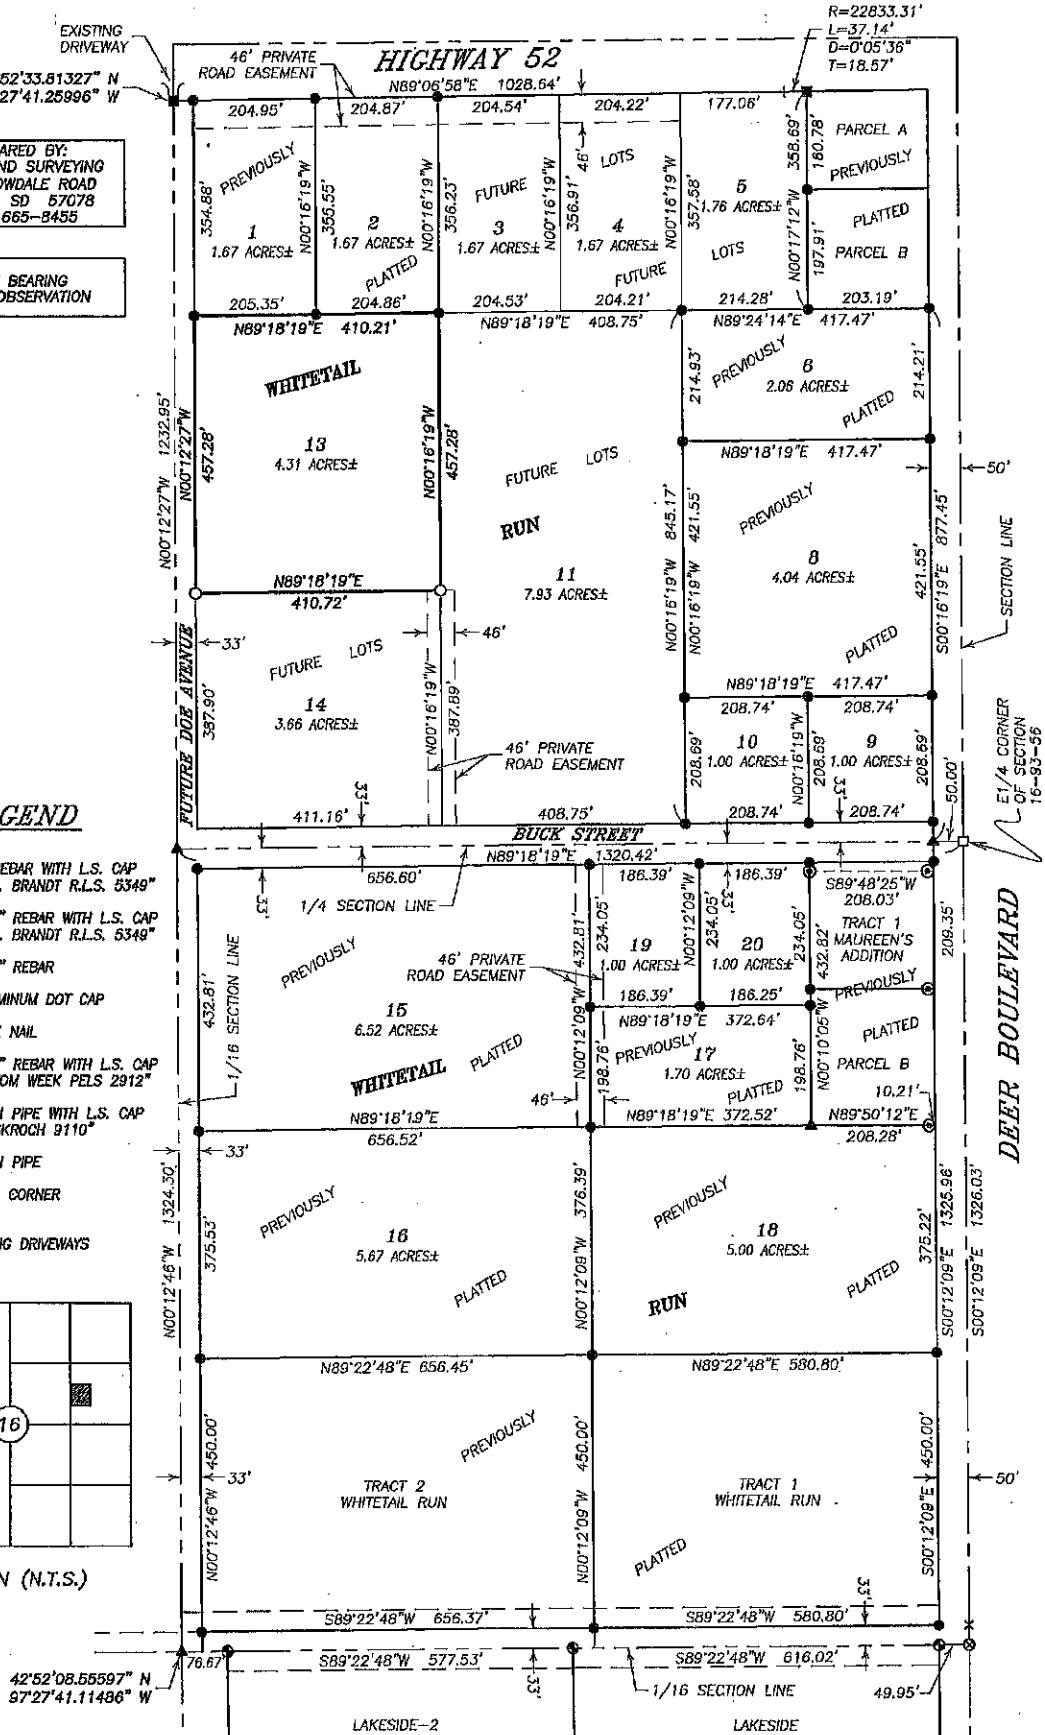 R=22833.31'
L=37.14'
D=0°05'36"
T=18.57'
EXISTING
DRIVEWAY
46' PRIVATE
ROAD EASEMENT
HIGHWAY 52
N89°06'58"E 1028.64'
52'33.81327" N
27'41.25996" W
204.95'
204.87'
204.54'
204.22'
177.06'
ARED BY:
ND SURVEYING
OWDALE ROAD
SD 57078
665-8455
BEARING
OBSERVATION
354.88'
PREVIOUSLY
1
1.67 ACRES±
N00°16'19"W
355.55'
2
1.67 ACRES±
PLATTED
N00°16'19"W
356.23'
FUTURE
3
1.67 ACRES±
N00°16'19"W
356.91'
46'
LOTS
4
1.67 ACRES±
FUTURE
N00°16'19"W
357.58'
5
1.76 ACRES±
LOTS
N00°17'12"W
358.69'
180.78'
197.91'
PARCEL A
PREVIOUSLY
PLATTED
PARCEL B
205.35'
204.86'
204.53'
204.21'
214.28'
203.19'
N89°18'19"E 410.21'
N89°18'19"E 408.75'
N89°24'14"E 417.47'
WHITETAIL
13
4.31 ACRES±
N00°12'27"W 1232.95'
N00°12'27"W
457.28'
N00°16'19"W
457.28'
FUTURE LOTS
RUN
11
7.93 ACRES±
214.93'
PREVIOUSLY
6
2.06 ACRES±
PLATTED
214.21'
N89°18'19"E 417.47'
50'
N00°16'19"W 845.17'
N00°16'19"W 421.55'
PREVIOUSLY
8
4.04 ACRES±
PLATTED
421.55'
S00°16'19"E 877.45'
SECTION LINE
N89°18'19"E
410.72'
33'
46'
FUTURE DOE AVENUE
387.90'
FUTURE LOTS
14
3.66 ACRES±
N00°16'19"W
387.89'
46' PRIVATE
ROAD EASEMENT
N89°18'19"E 417.47'
208.74'
208.74'
208.69'
10
1.00 ACRES±
N00°16'19"W
208.69'
9
1.00 ACRES±
33'
208.69'
50.00'
E1/4 CORNER
OF SECTION
16-93-56
411.16'
33'
408.75'
208.74'
208.74'
BUCK STREET
N89°18'19"E 1320.42'
GEND
REBAR WITH L.S. CAP
. BRANDT R.L.S. 5349"
" REBAR WITH L.S. CAP
. BRANDT R.L.S. 5349"
" REBAR
MINUM DOT CAP
NAIL
" REBAR WITH L.S. CAP
OM WEEK PELS 2912"
PIPE WITH L.S. CAP
KROCH 9110"
PIPE
CORNER
G DRIVEWAYS
656.60'
33'
1/4 SECTION LINE
186.39'
186.39'
33'
S89°48'25"W
208.03'
PREVIOUSLY
432.81'
1/16 SECTION LINE
15
6.52 ACRES±
PLATTED
WHITETAIL
46' PRIVATE
ROAD EASEMENT
N00°12'09"W 432.81'
234.05'
19
1.00 ACRES±
N00°12'09"W
234.05'
20
1.00 ACRES±
234.05'
432.82'
TRACT 1
MAUREEN'S
ADDITION
PREVIOUSLY
209.35'
DEER BOULEVARD
186.39'
186.25'
N89°18'19"E 372.64'
198.76'
PREVIOUSLY
17
1.70 ACRES±
PLATTED
198.76'
N00°10'05"W
PLATTED
PARCEL B
10.21'
46'
N89°18'19"E
656.52'
N89°18'19"E 372.52'
N89°50'12"E
208.28'
33'
N00°12'46"W 1324.30'
375.53'
PREVIOUSLY
16
5.67 ACRES±
PLATTED
N00°12'09"W 376.39'
PREVIOUSLY
18
5.00 ACRES±
PLATTED
RUN
375.22'
S00°12'09"E 1325.96'
S00°12'09"E 1326.03'
N89°22'48"E 656.45'
N89°22'48"E 580.80'
16
N (N.T.S.)
33'
N00°12'46"W 450.00'
PREVIOUSLY
TRACT 2
WHITETAIL RUN
N00°12'09"W 450.00'
TRACT 1
WHITETAIL RUN
PLATTED
S00°12'09"E 450.00'
50'
33'
S89°22'48"W 656.37'
S89°22'48"W 580.80'
42°52'08.55597" N
97°27'41.11486" W
76.67'
S89°22'48"W 577.53'
33'
S89°22'48"W 616.02'
1/16 SECTION LINE
49.95'
LAKESIDE-2
LAKESIDE